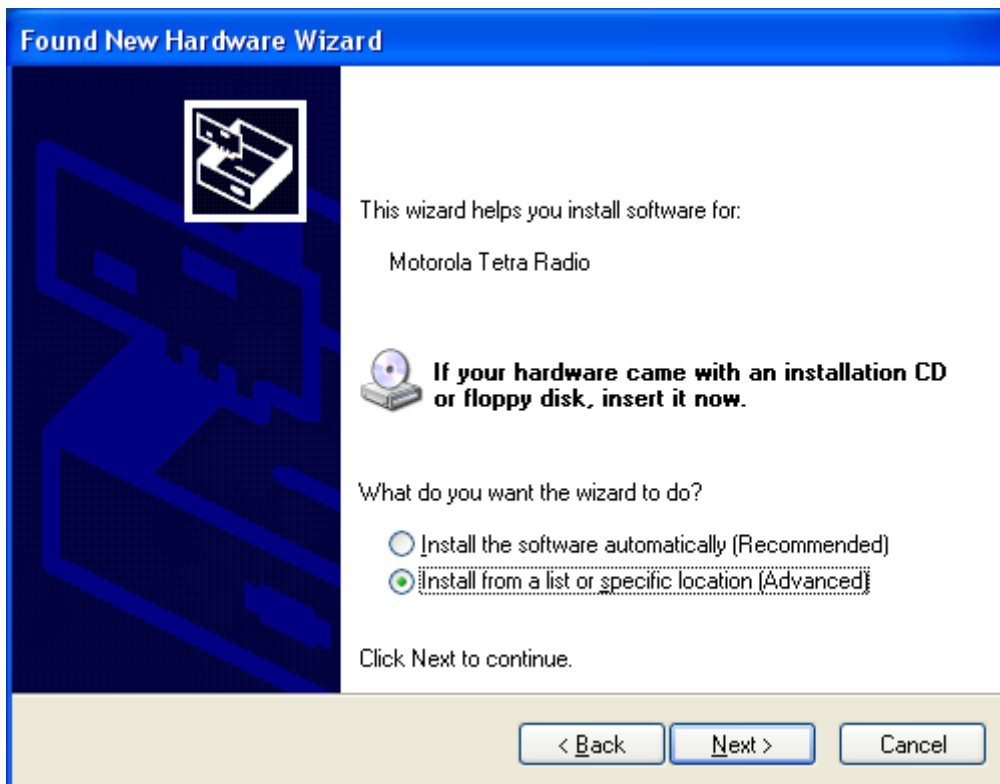 Found New Hardware Wizard
This wizard helps you install software for:
Motorola Tetra Radio
If your hardware came with an installation CD
or floppy disk, insert it now.
What do you want the wizard to do?
Install the software automatically (Recommended)
Install from a list or specific location (Advanced)
Click Next to continue.
< Back
Next >
Cancel